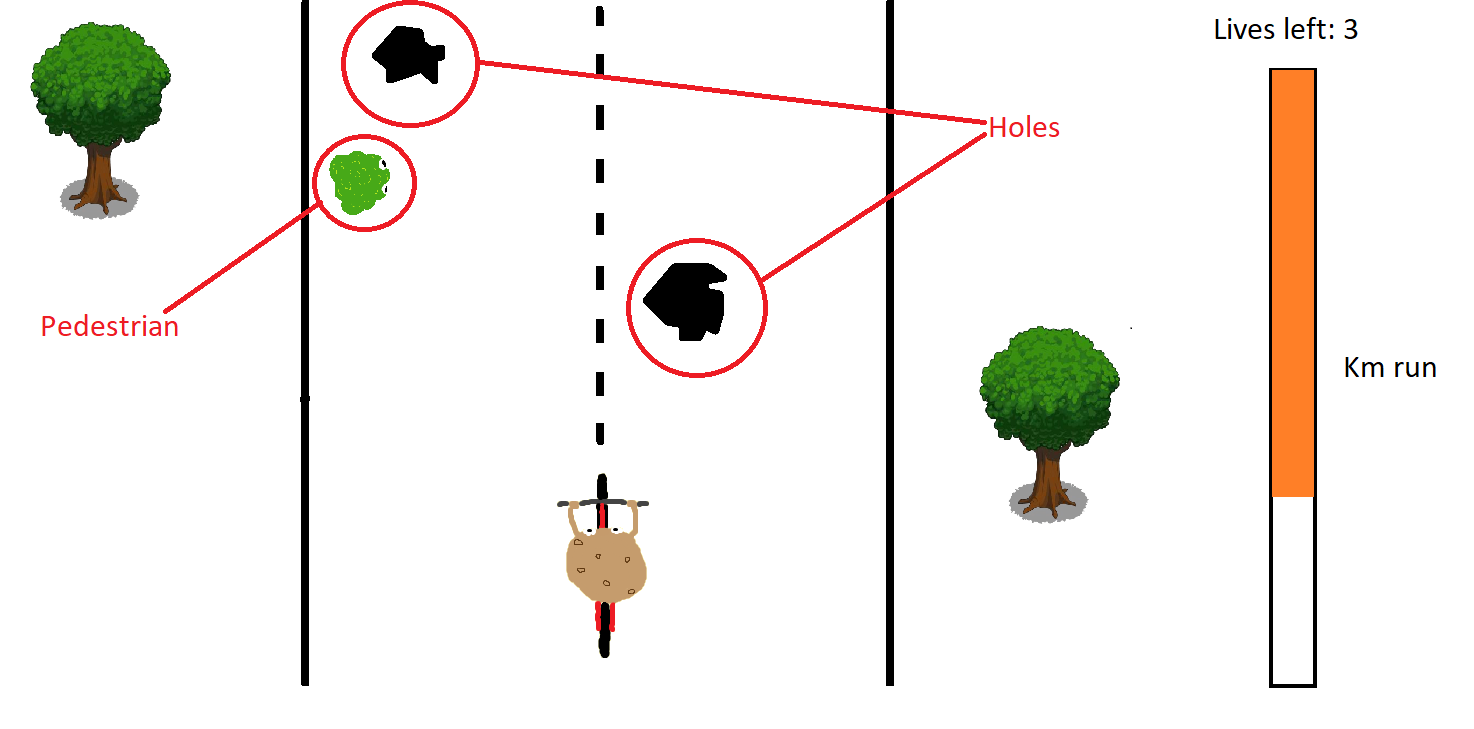 Lives left: 3
Holes
Pedestrian
Km run